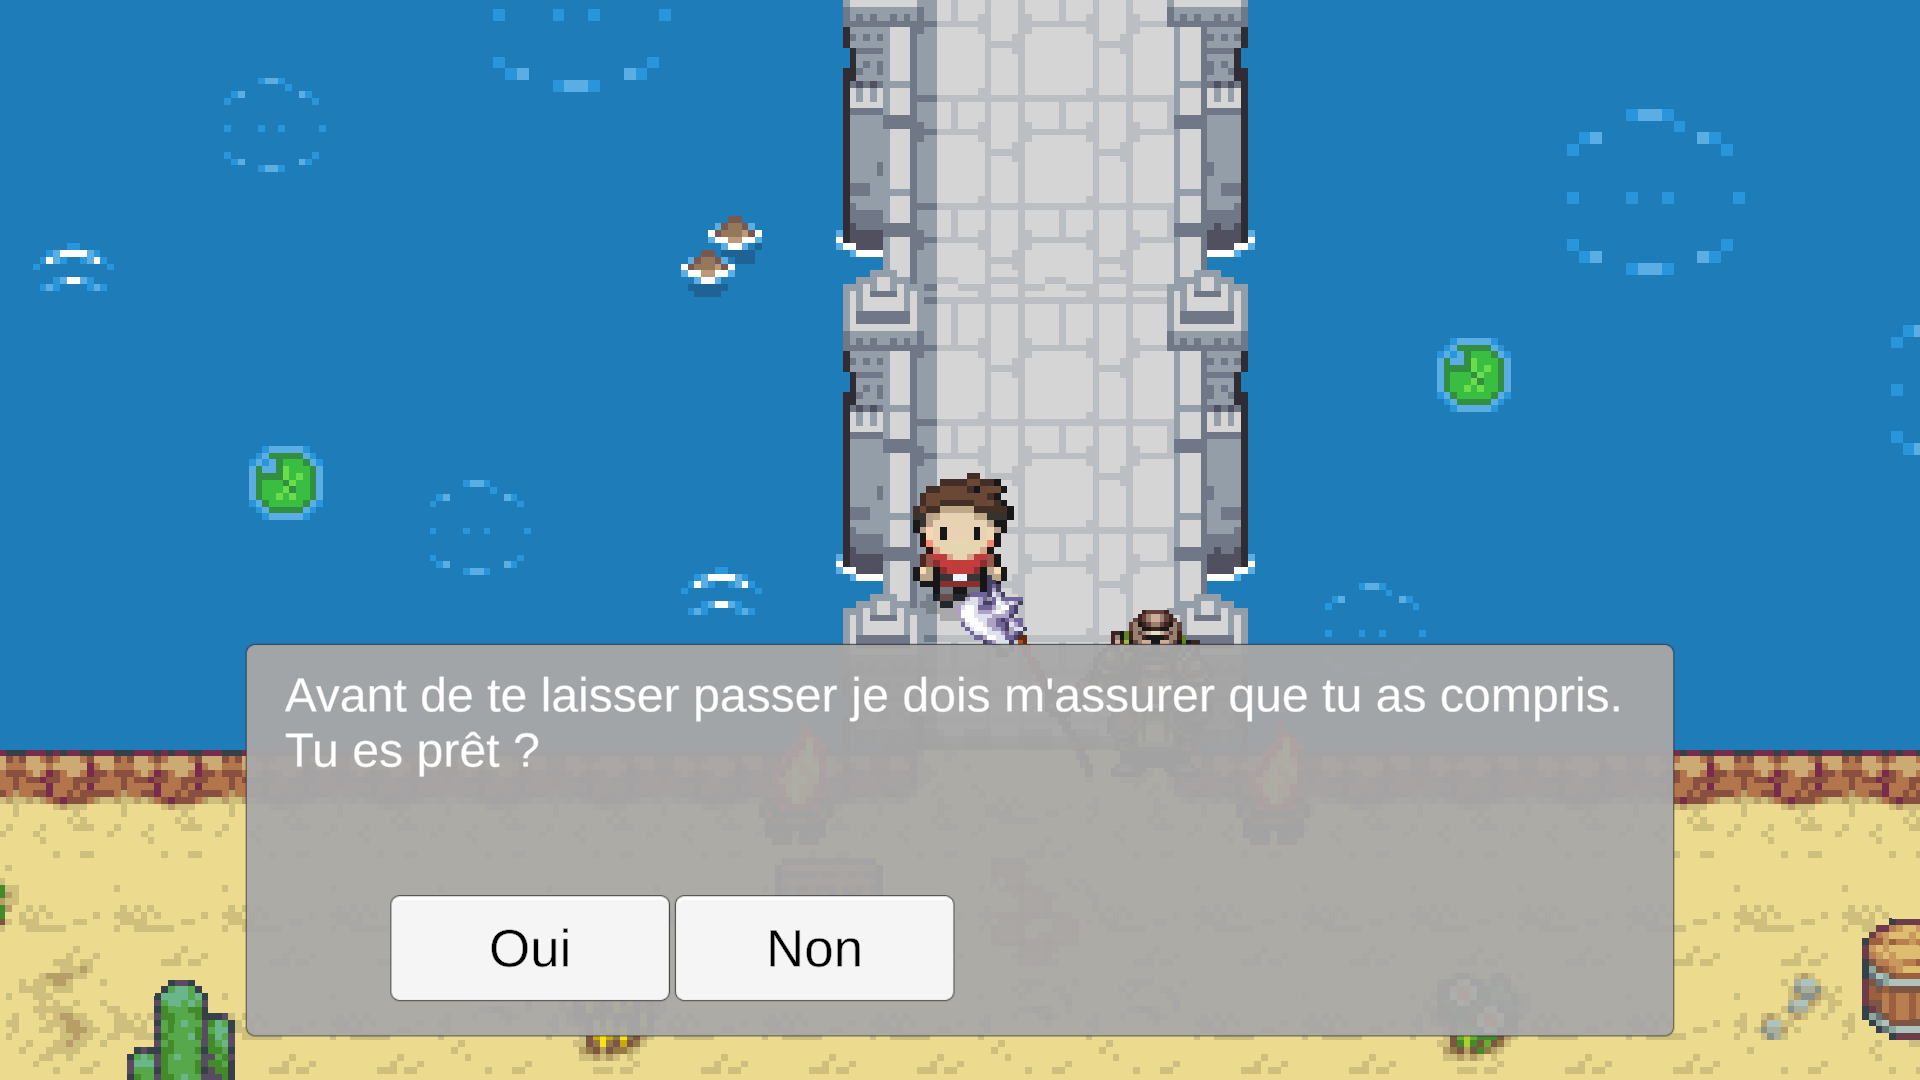 Avant de te laisser passer je dois m'assurer que tu as compris.
Tu es prêt ?
Oui
Non